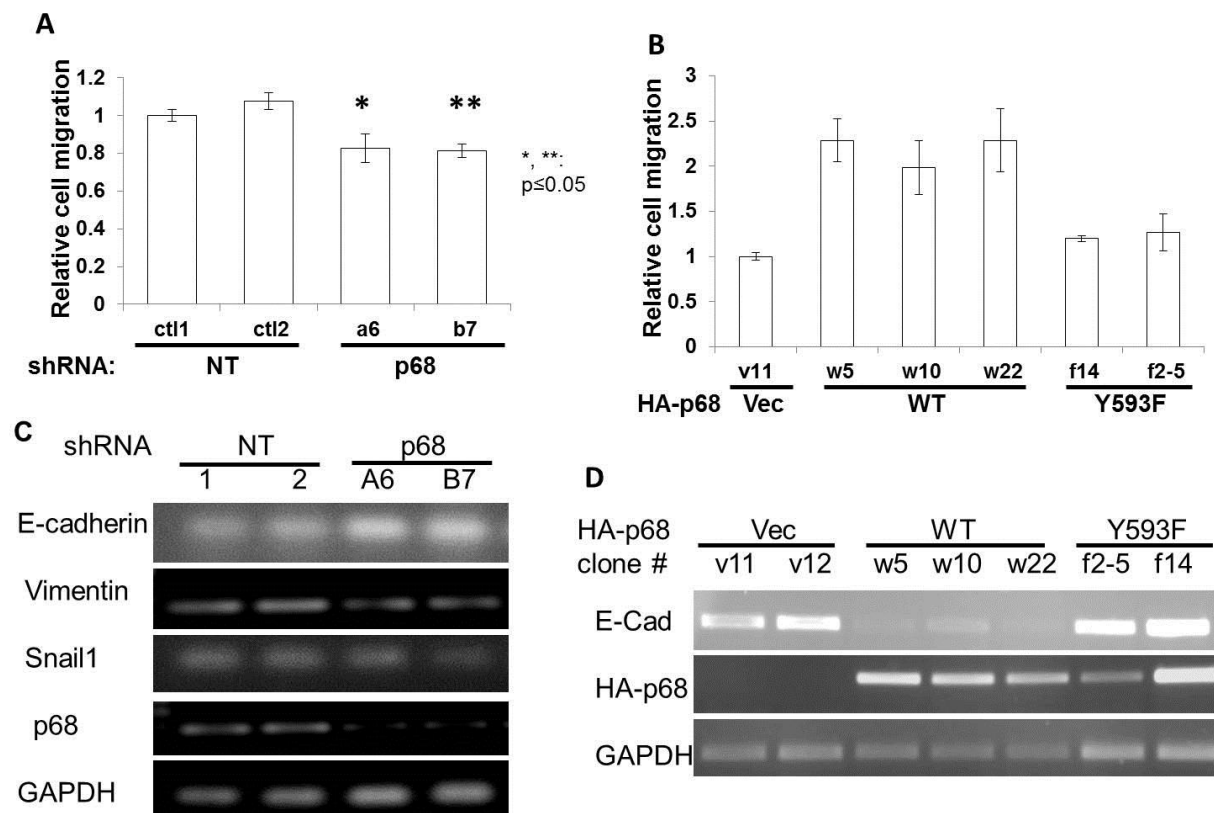 A
Relative cell migration
1.2
1
0.8
0.6
0.4
0.2
0
* **
*, **:
p≤0.05
ctl1 ctl2 a6 b7
shRNA: NT p68
B
Relative cell migration
3
2.5
2
1.5
1
0.5
0
v11 w5 w10 w22 f14 f2-5
HA-p68 Vec WT Y593F
C
shRNA NT p68
1 2 A6 B7
E-cadherin
Vimentin
Snail1
p68
GAPDH
D
HA-p68 Vec WT Y593F
clone # v11 v12 w5 w10 w22 f2-5 f14
E-Cad
HA-p68
GAPDH